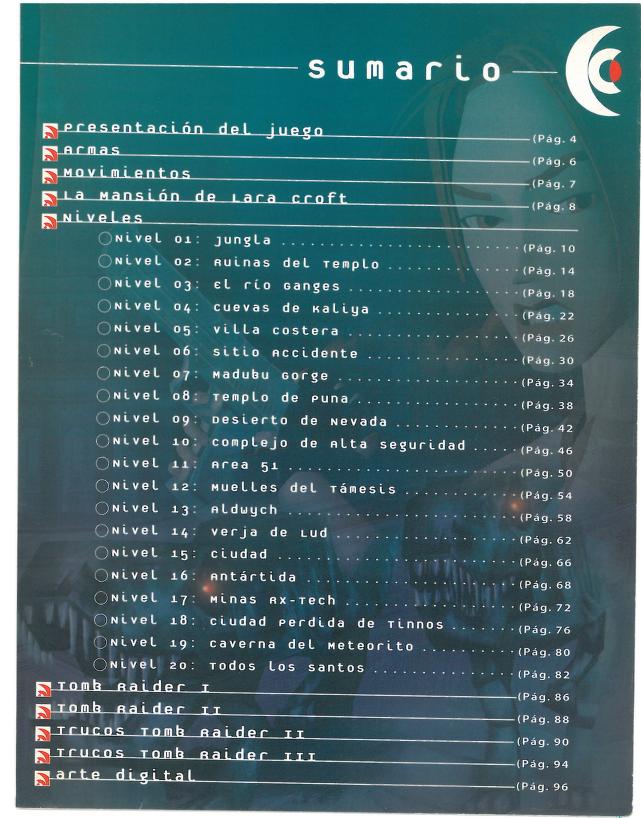 sumario
Presentación del juego (Pág. 4
Armas (Pág. 6
Movimientos (Pág. 7
La Mansión de Lara Croft (Pág. 8
Niveles
Nivel 01: Jungla (Pág. 10
Nivel 02: Ruinas del Templo (Pág. 14
Nivel 03: El río Ganges (Pág. 18
Nivel 04: Cuevas de Kaliya (Pág. 22
Nivel 05: Villa costera (Pág. 26
Nivel 06: Sitio Accidente (Pág. 30
Nivel 07: Madubu Gorge (Pág. 34
Nivel 08: Templo de Puna (Pág. 38
Nivel 09: Desierto de Nevada (Pág. 42
Nivel 10: Complejo de Alta seguridad (Pág. 46
Nivel 11: Area 51 (Pág. 50
Nivel 12: Muelles del Támesis (Pág. 54
Nivel 13: Aldwych (Pág. 58
Nivel 14: Verja de Lud (Pág. 62
Nivel 15: Ciudad (Pág. 66
Nivel 16: Antártida (Pág. 68
Nivel 17: Minas RX-Tech (Pág. 72
Nivel 18: Ciudad Perdida de Tinnos (Pág. 76
Nivel 19: Caverna del Meteorito (Pág. 80
Nivel 20: Todos los santos (Pág. 82
Tomb Raider I (Pág. 86
Tomb Raider II (Pág. 88
Trucos Tomb Raider II (Pág. 90
Trucos Tomb Raider III (Pág. 94
arte digital (Pág. 96